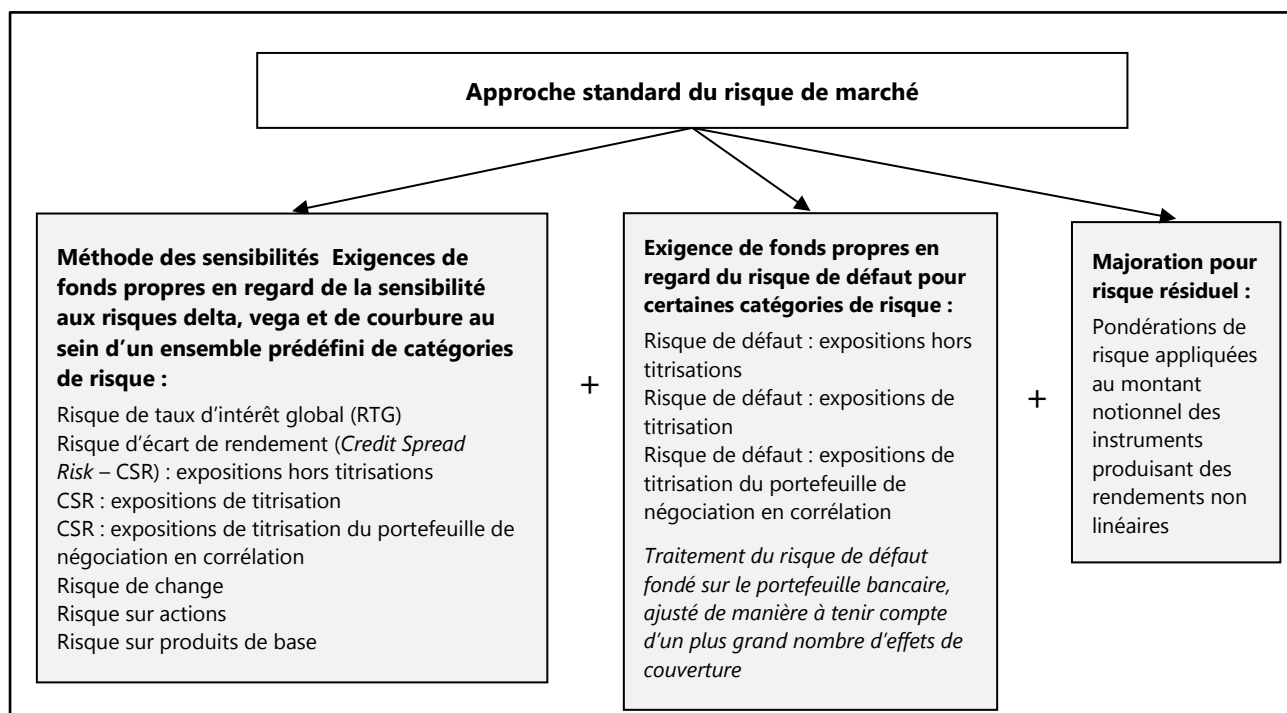 Approche standard du risque de marché
Méthode des sensibilités  Exigences de
fonds propres en regard de la sensibilité
aux risques delta, vega et de courbure au
sein d’un ensemble prédéfini de catégories
de risque :
Risque de taux d’intérêt global (RTG)
Risque d’écart de rendement (Credit Spread
Risk – CSR) : expositions hors titrisations
CSR : expositions de titrisation
CSR : expositions de titrisation du portefeuille de
négociation en corrélation
Risque de change
Risque sur actions
Risque sur produits de base
+
Exigence de fonds propres en
regard du risque de défaut pour
certaines catégories de risque :
Risque de défaut : expositions hors
titrisations
Risque de défaut : expositions de
titrisation
Risque de défaut : expositions de
titrisation du portefeuille de
négociation en corrélation
Traitement du risque de défaut
fondé sur le portefeuille bancaire,
ajusté de manière à tenir compte
d’un plus grand nombre d’effets de
couverture
+
Majoration pour
risque résiduel :
Pondérations de
risque appliquées
au montant
notionnel des
instruments
produisant des
rendements non
linéaires